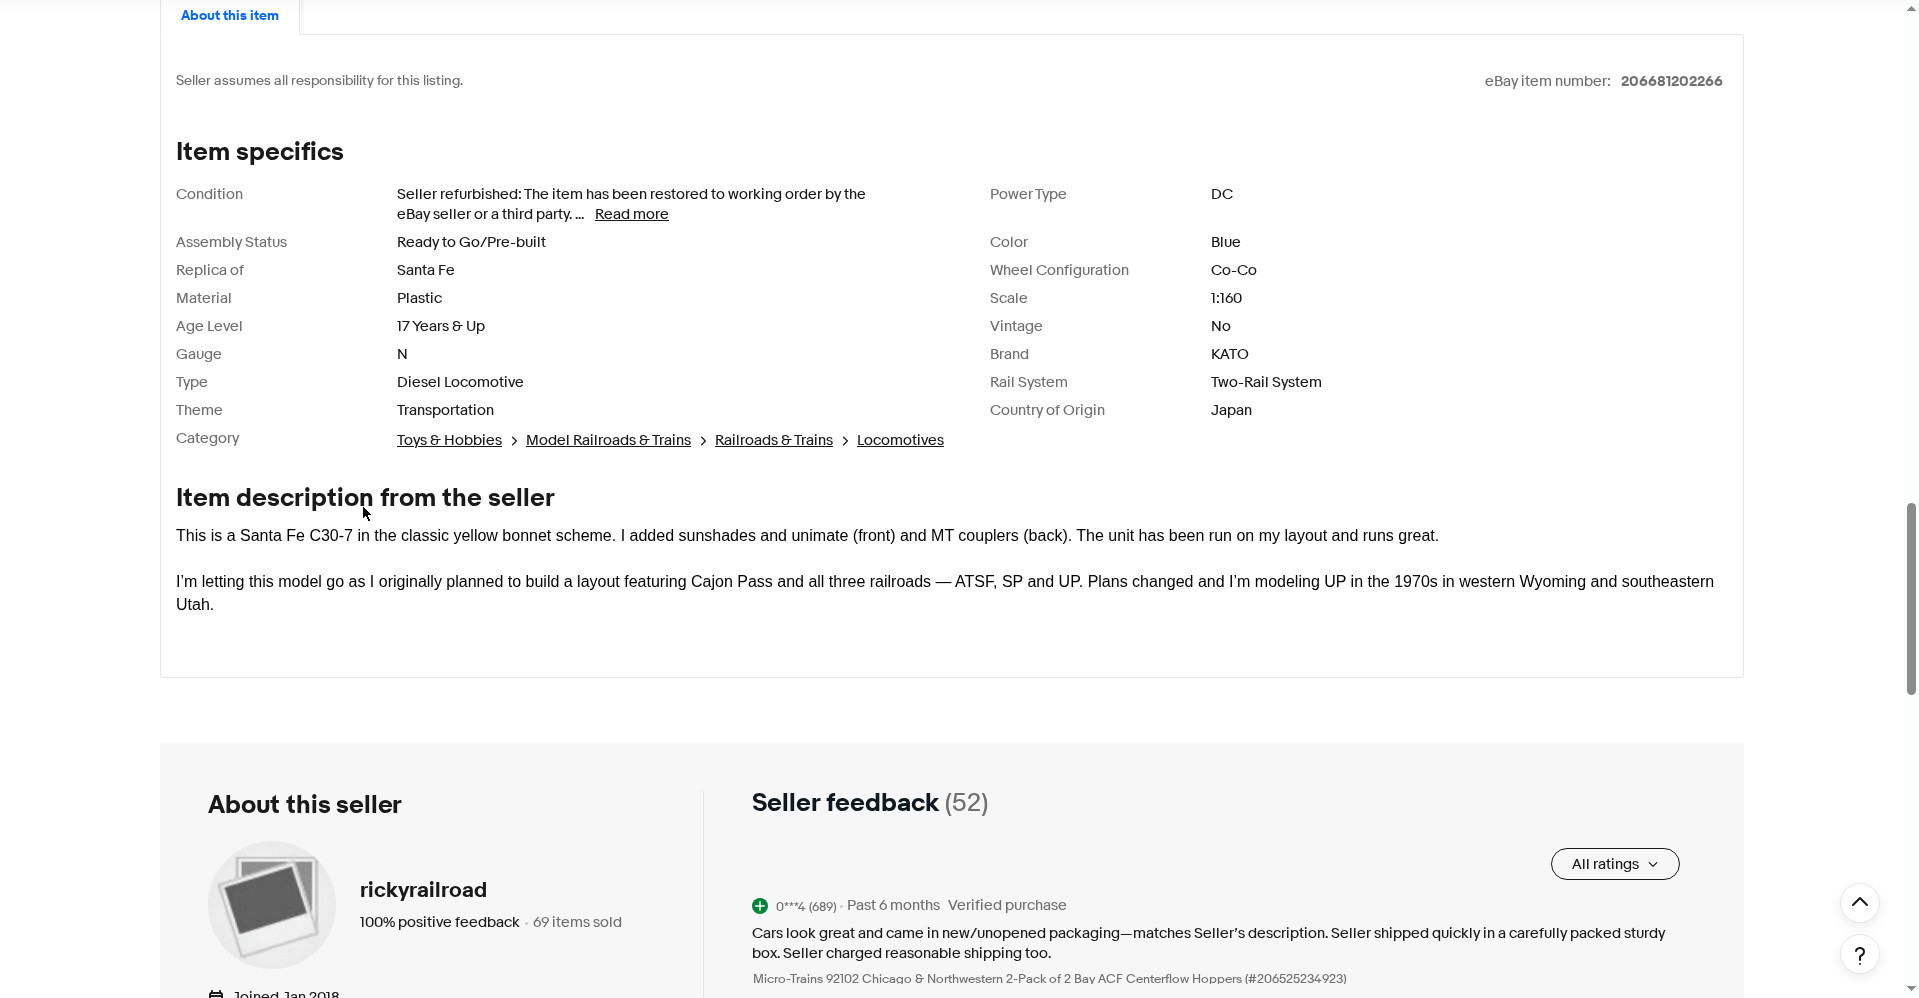 About this item
Seller assumes all responsibility for this listing.
eBay item number: 206681202266
Item specifics
Condition
Seller refurbished: The item has been restored to working order by the
eBay seller or a third party. ... Read more
Power Type
DC
Assembly Status
Ready to Go/Pre-built
Color
Blue
Replica of
Santa Fe
Wheel Configuration
Co-Co
Material
Plastic
Scale
1:160
Age Level
17 Years & Up
Vintage
No
Gauge
N
Brand
KATO
Type
Diesel Locomotive
Rail System
Two-Rail System
Theme
Transportation
Country of Origin
Japan
Category
Toys & Hobbies > Model Railroads & Trains > Railroads & Trains > Locomotives
Item description from the seller
This is a Santa Fe C30-7 in the classic yellow bonnet scheme. I added sunshades and unimate (front) and MT couplers (back). The unit has been run on my layout and runs great.
I’m letting this model go as I originally planned to build a layout featuring Cajon Pass and all three railroads — ATSF, SP and UP. Plans changed and I’m modeling UP in the 1970s in western Wyoming and southeastern
Utah.
About this seller
rickyrailroad
100% positive feedback · 69 items sold
Joined Jan 2018
Seller feedback (52)
All ratings
0***4 (689) · Past 6 months Verified purchase
Cars look great and came in new/unopened packaging—matches Seller’s description. Seller shipped quickly in a carefully packed sturdy
box. Seller charged reasonable shipping too.
Micro-Trains 92102 Chicago & Northwestern 2-Pack of 2 Bay ACF Centerflow Hoppers (#206525234923)
?